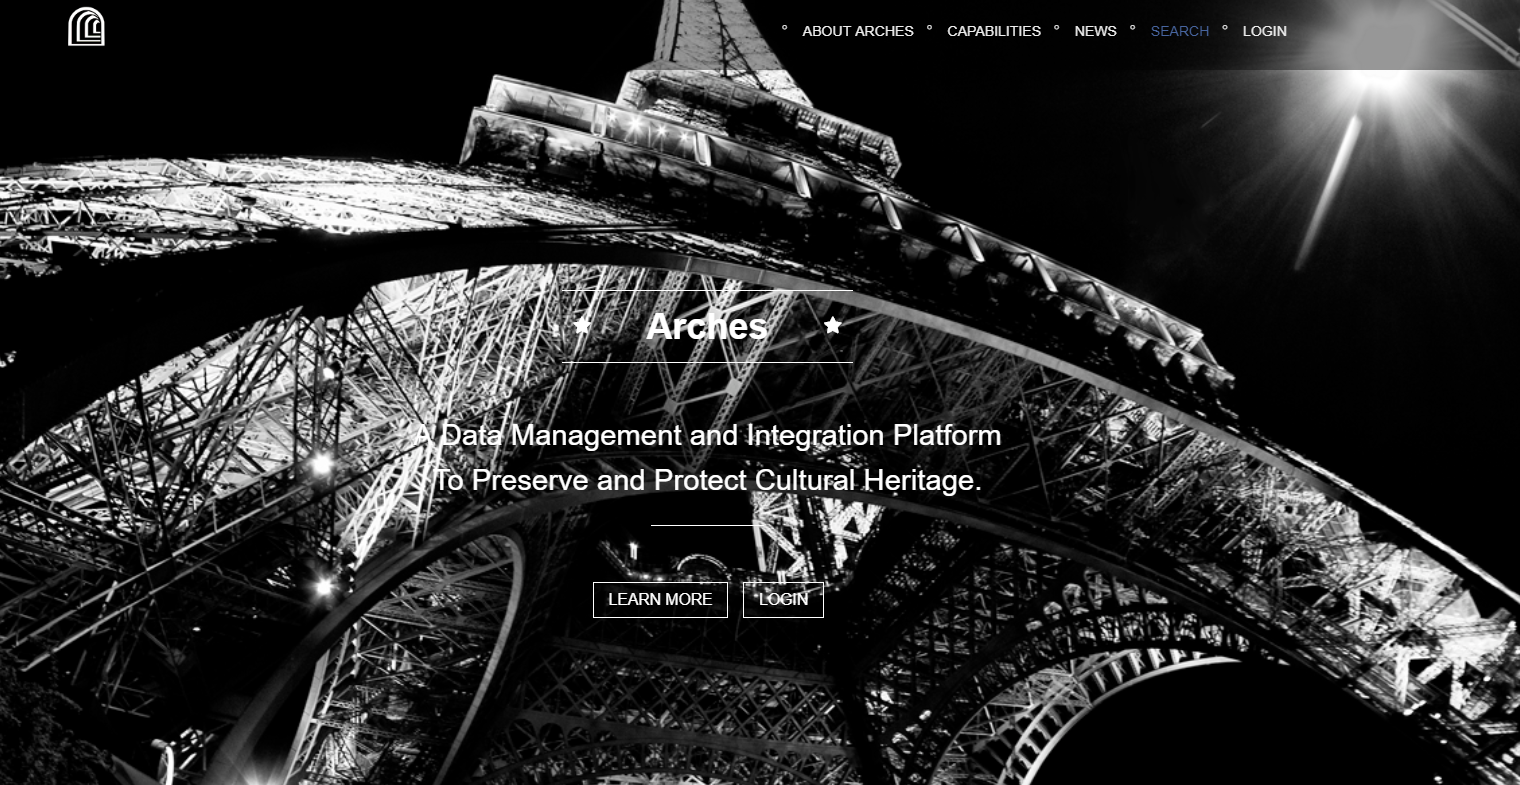 ABOUT ARCHES CAPABILITIES NEWS SEARCH LOGIN
Arches
A Data Management and Integration Platform
To Preserve and Protect Cultural Heritage.
LEARN MORE LOGIN